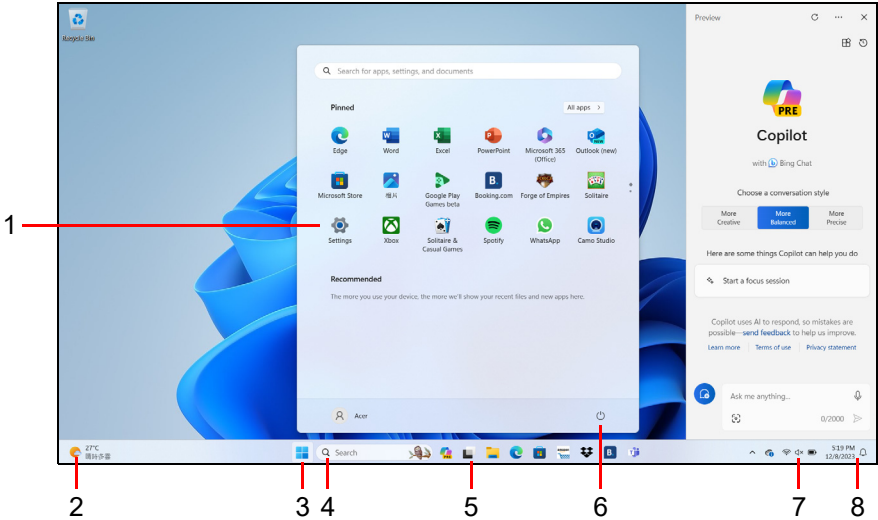 Recycle Bin
Search for apps, settings, and documents
Pinned
All apps >
Edge
Word
Excel
PowerPoint
Microsoft 365
(Office)
Outlook (new)
Microsoft Store
相片
Google Play
Games beta
Booking.com
Forge of Empires
Solitaire
Settings
Xbox
Solitaire &
Casual Games
Spotify
WhatsApp
Camo Studio
Recommended
The more you use your device, the more we'll show your recent files and new apps here.
Acer
Preview
PRE
Copilot
with b Bing Chat
Choose a conversation style
More
Creative
More
Balanced
More
Precise
Here are some things Copilot can help you do
Start a focus session
Copilot uses AI to respond, so mistakes are
possible—send feedback to help us improve.
Learn more
Terms of use
Privacy statement
Ask me anything...
0/2000
27°C
Search
5:19 PM
12/8/2023
1
2
3
4
5
6
7
8